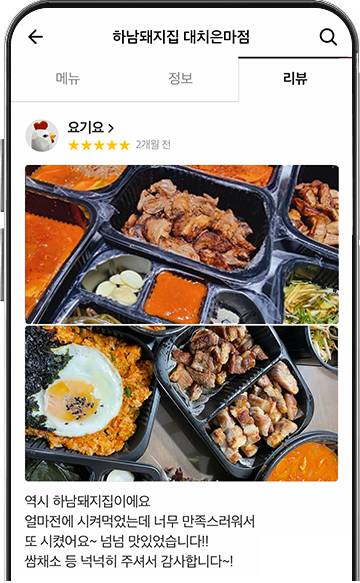 하남돼지집 대치은마점
메뉴 정보 리뷰
요기요 >
★★★★★ 2개월 전
역시 하남돼지집이에요
얼마전에 시켜먹었는데 너무 만족스러워서
또 시켰어요~ 넘넘 맛있었습니다!!
쌈채소 등 넉넉히 주셔서 감사합니다~!